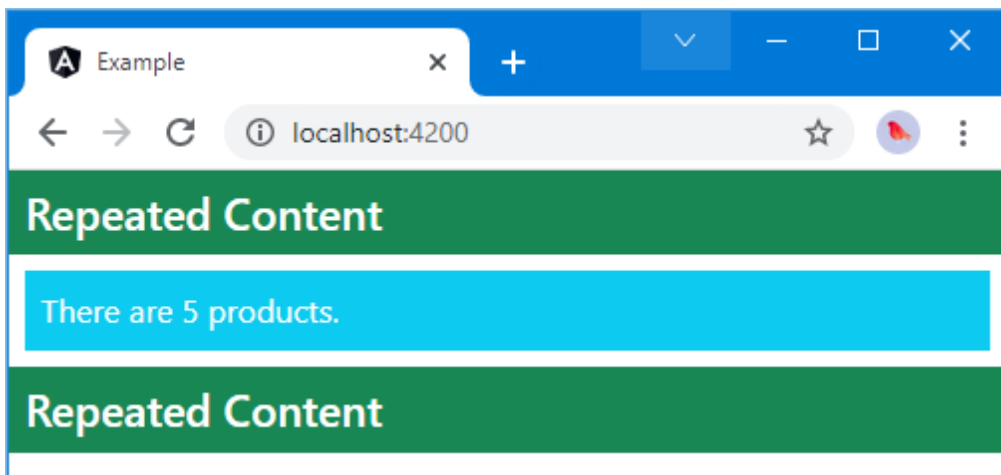 Example
localhost:4200
Repeated Content
There are 5 products.
Repeated Content